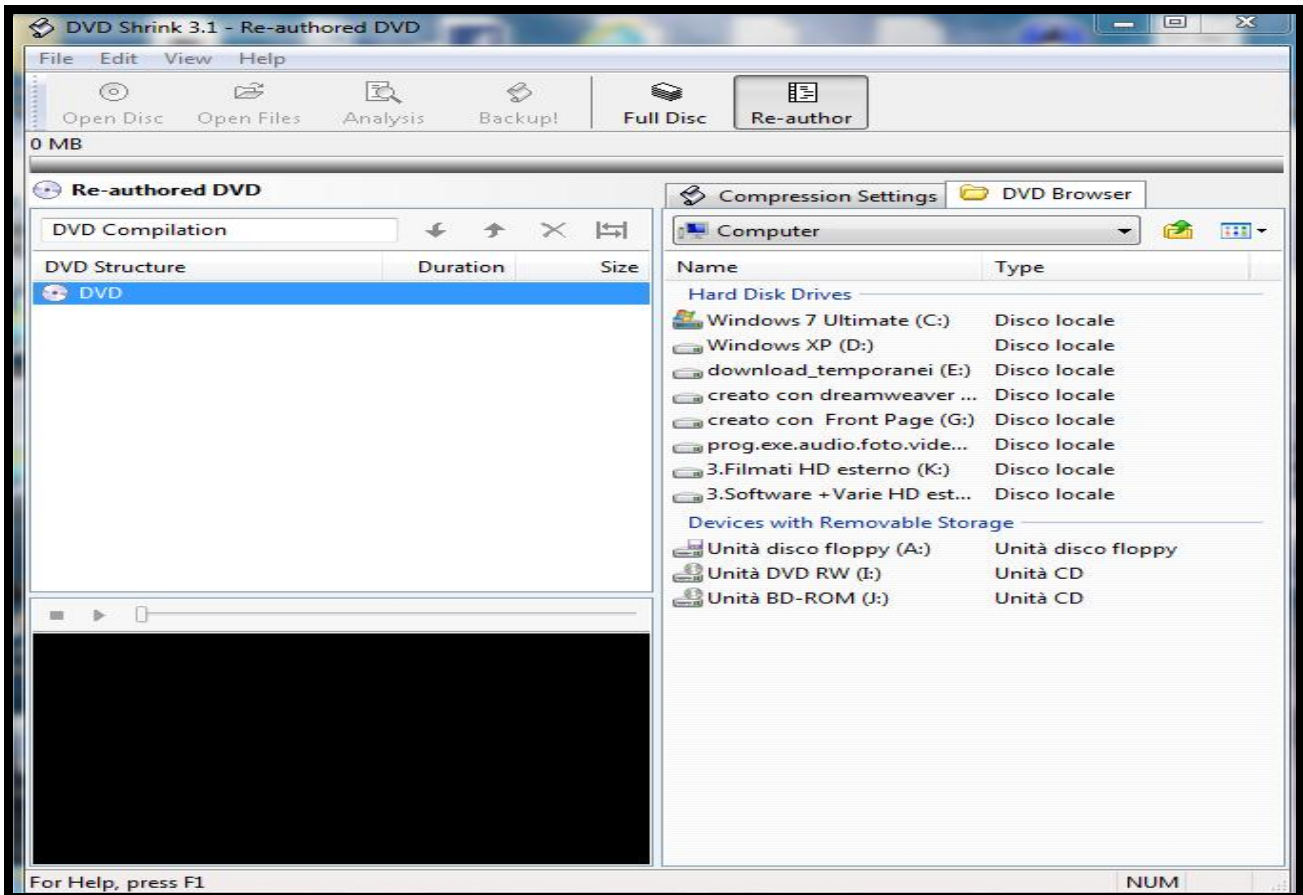 DVD Shrink 3.1 - Re-authored DVD
File Edit View Help
Open Disc Open Files Analysis Backup! Full Disc Re-author
0 MB
Re-authored DVD
Compression Settings DVD Browser
DVD Compilation
Computer
DVD Structure Duration Size
Name Type
DVD
Hard Disk Drives
Windows 7 Ultimate (C:) Disco locale
Windows XP (D:) Disco locale
download_temporanei (E:) Disco locale
creato con dreamweaver ... Disco locale
creato con Front Page (G:) Disco locale
prog.exe.audio.foto.vide... Disco locale
3.Filmati HD esterno (K:) Disco locale
3.Software +Varie HD est... Disco locale
Devices with Removable Storage
Unità disco floppy (A:) Unità disco floppy
Unità DVD RW (I:) Unità CD
Unità BD-ROM (J:) Unità CD
For Help, press F1
NUM